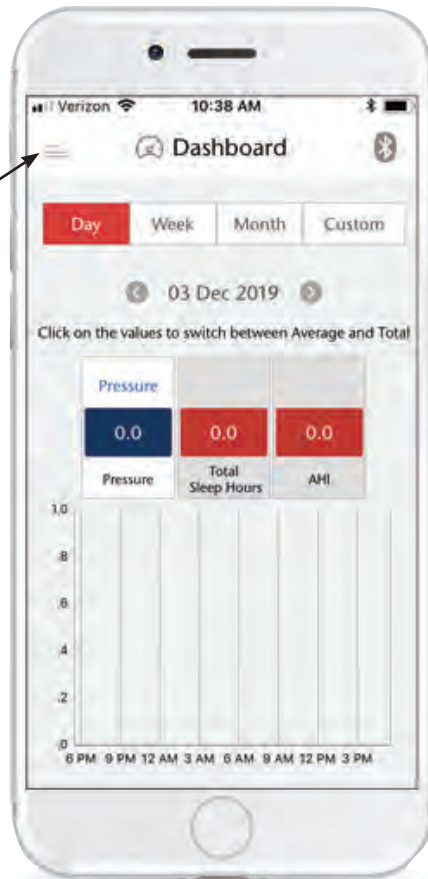 Verizon 10:38 AM
Dashboard
Day Week Month Custom
03 Dec 2019
Click on the values to switch between Average and Total
Pressure
0.0 0.0 0.0
Pressure Total Sleep Hours AHI
1.0
.8
.6
.4
.2
.0
6 PM 9 PM 12 AM 3 AM 6 AM 9 AM 12 PM 3 PM